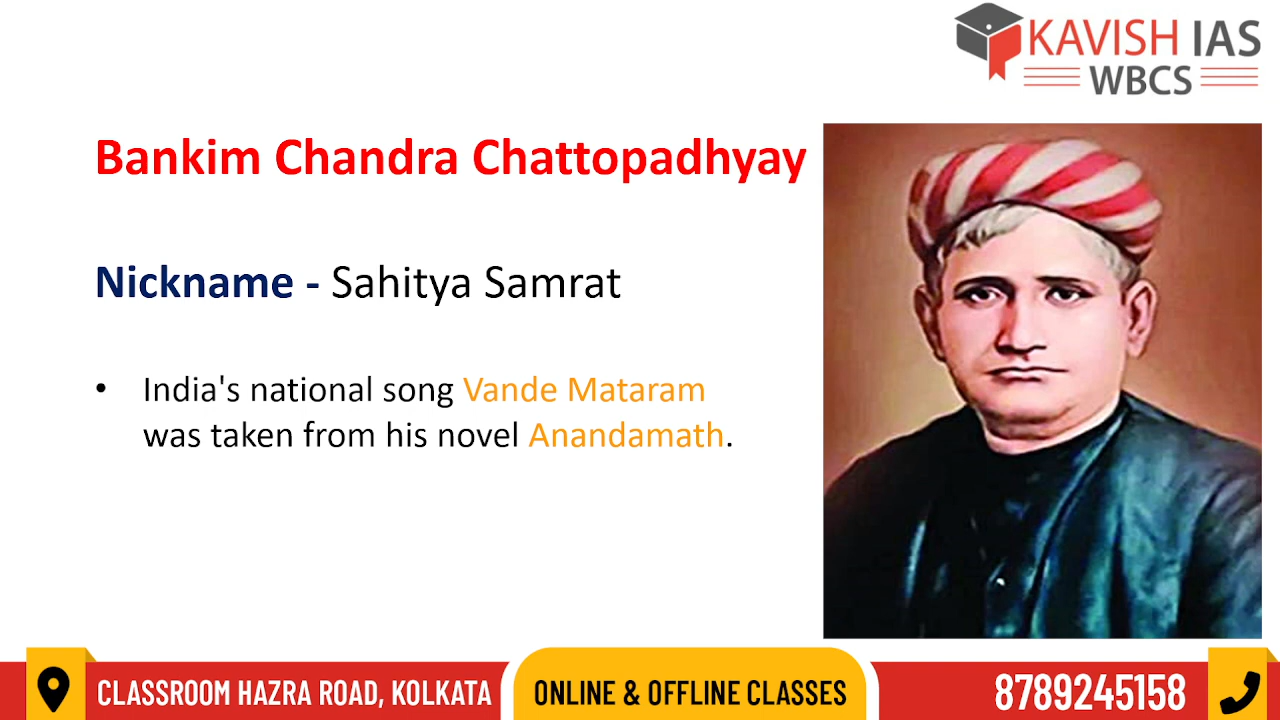 KAVISH IAS
WBCS
Bankim Chandra Chattopadhyay
Nickname - Sahitya Samrat
• India's national song Vande Mataram
was taken from his novel Anandamath.
CLASSROOM HAZRA ROAD, KOLKATA
ONLINE & OFFLINE CLASSES
8789245158